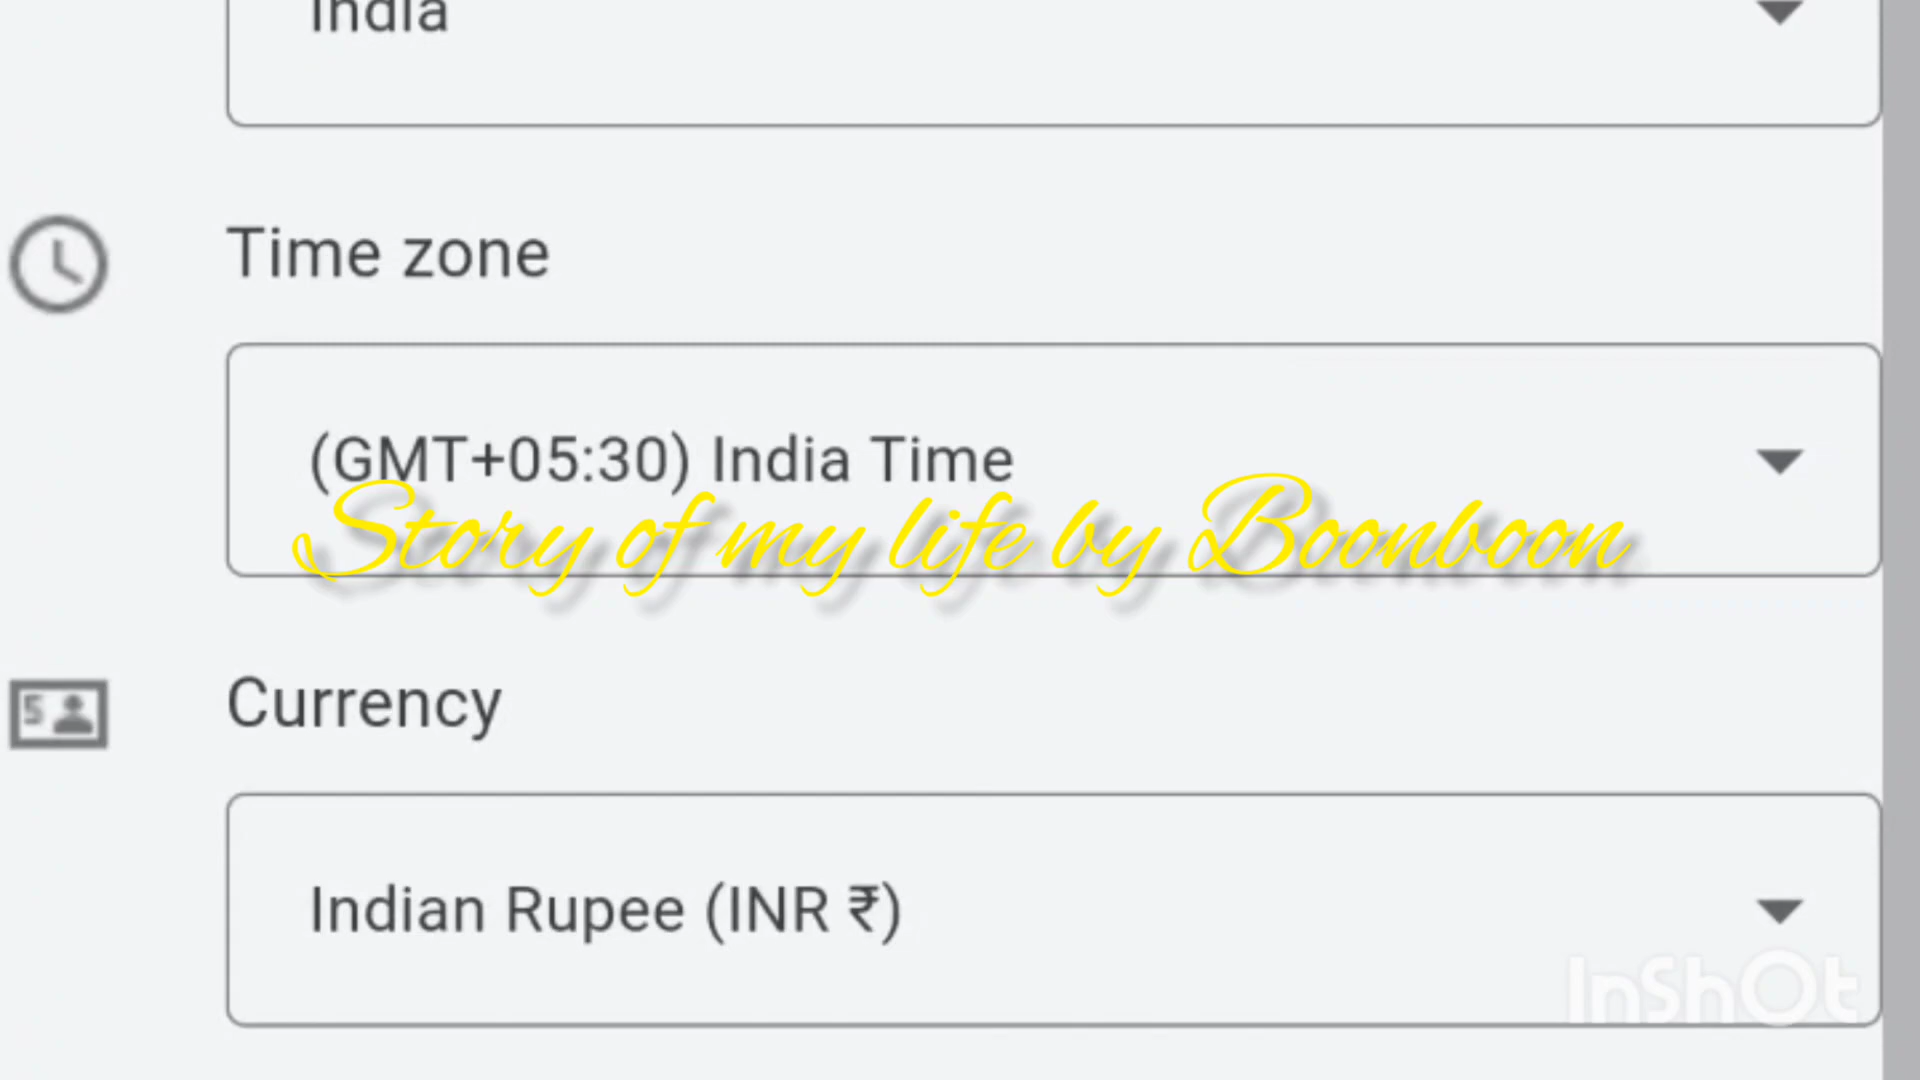 India
Time zone
(GMT+05:30) India Time
Story of my life by Boonboon
Currency
Indian Rupee (INR ₹)
InShOt